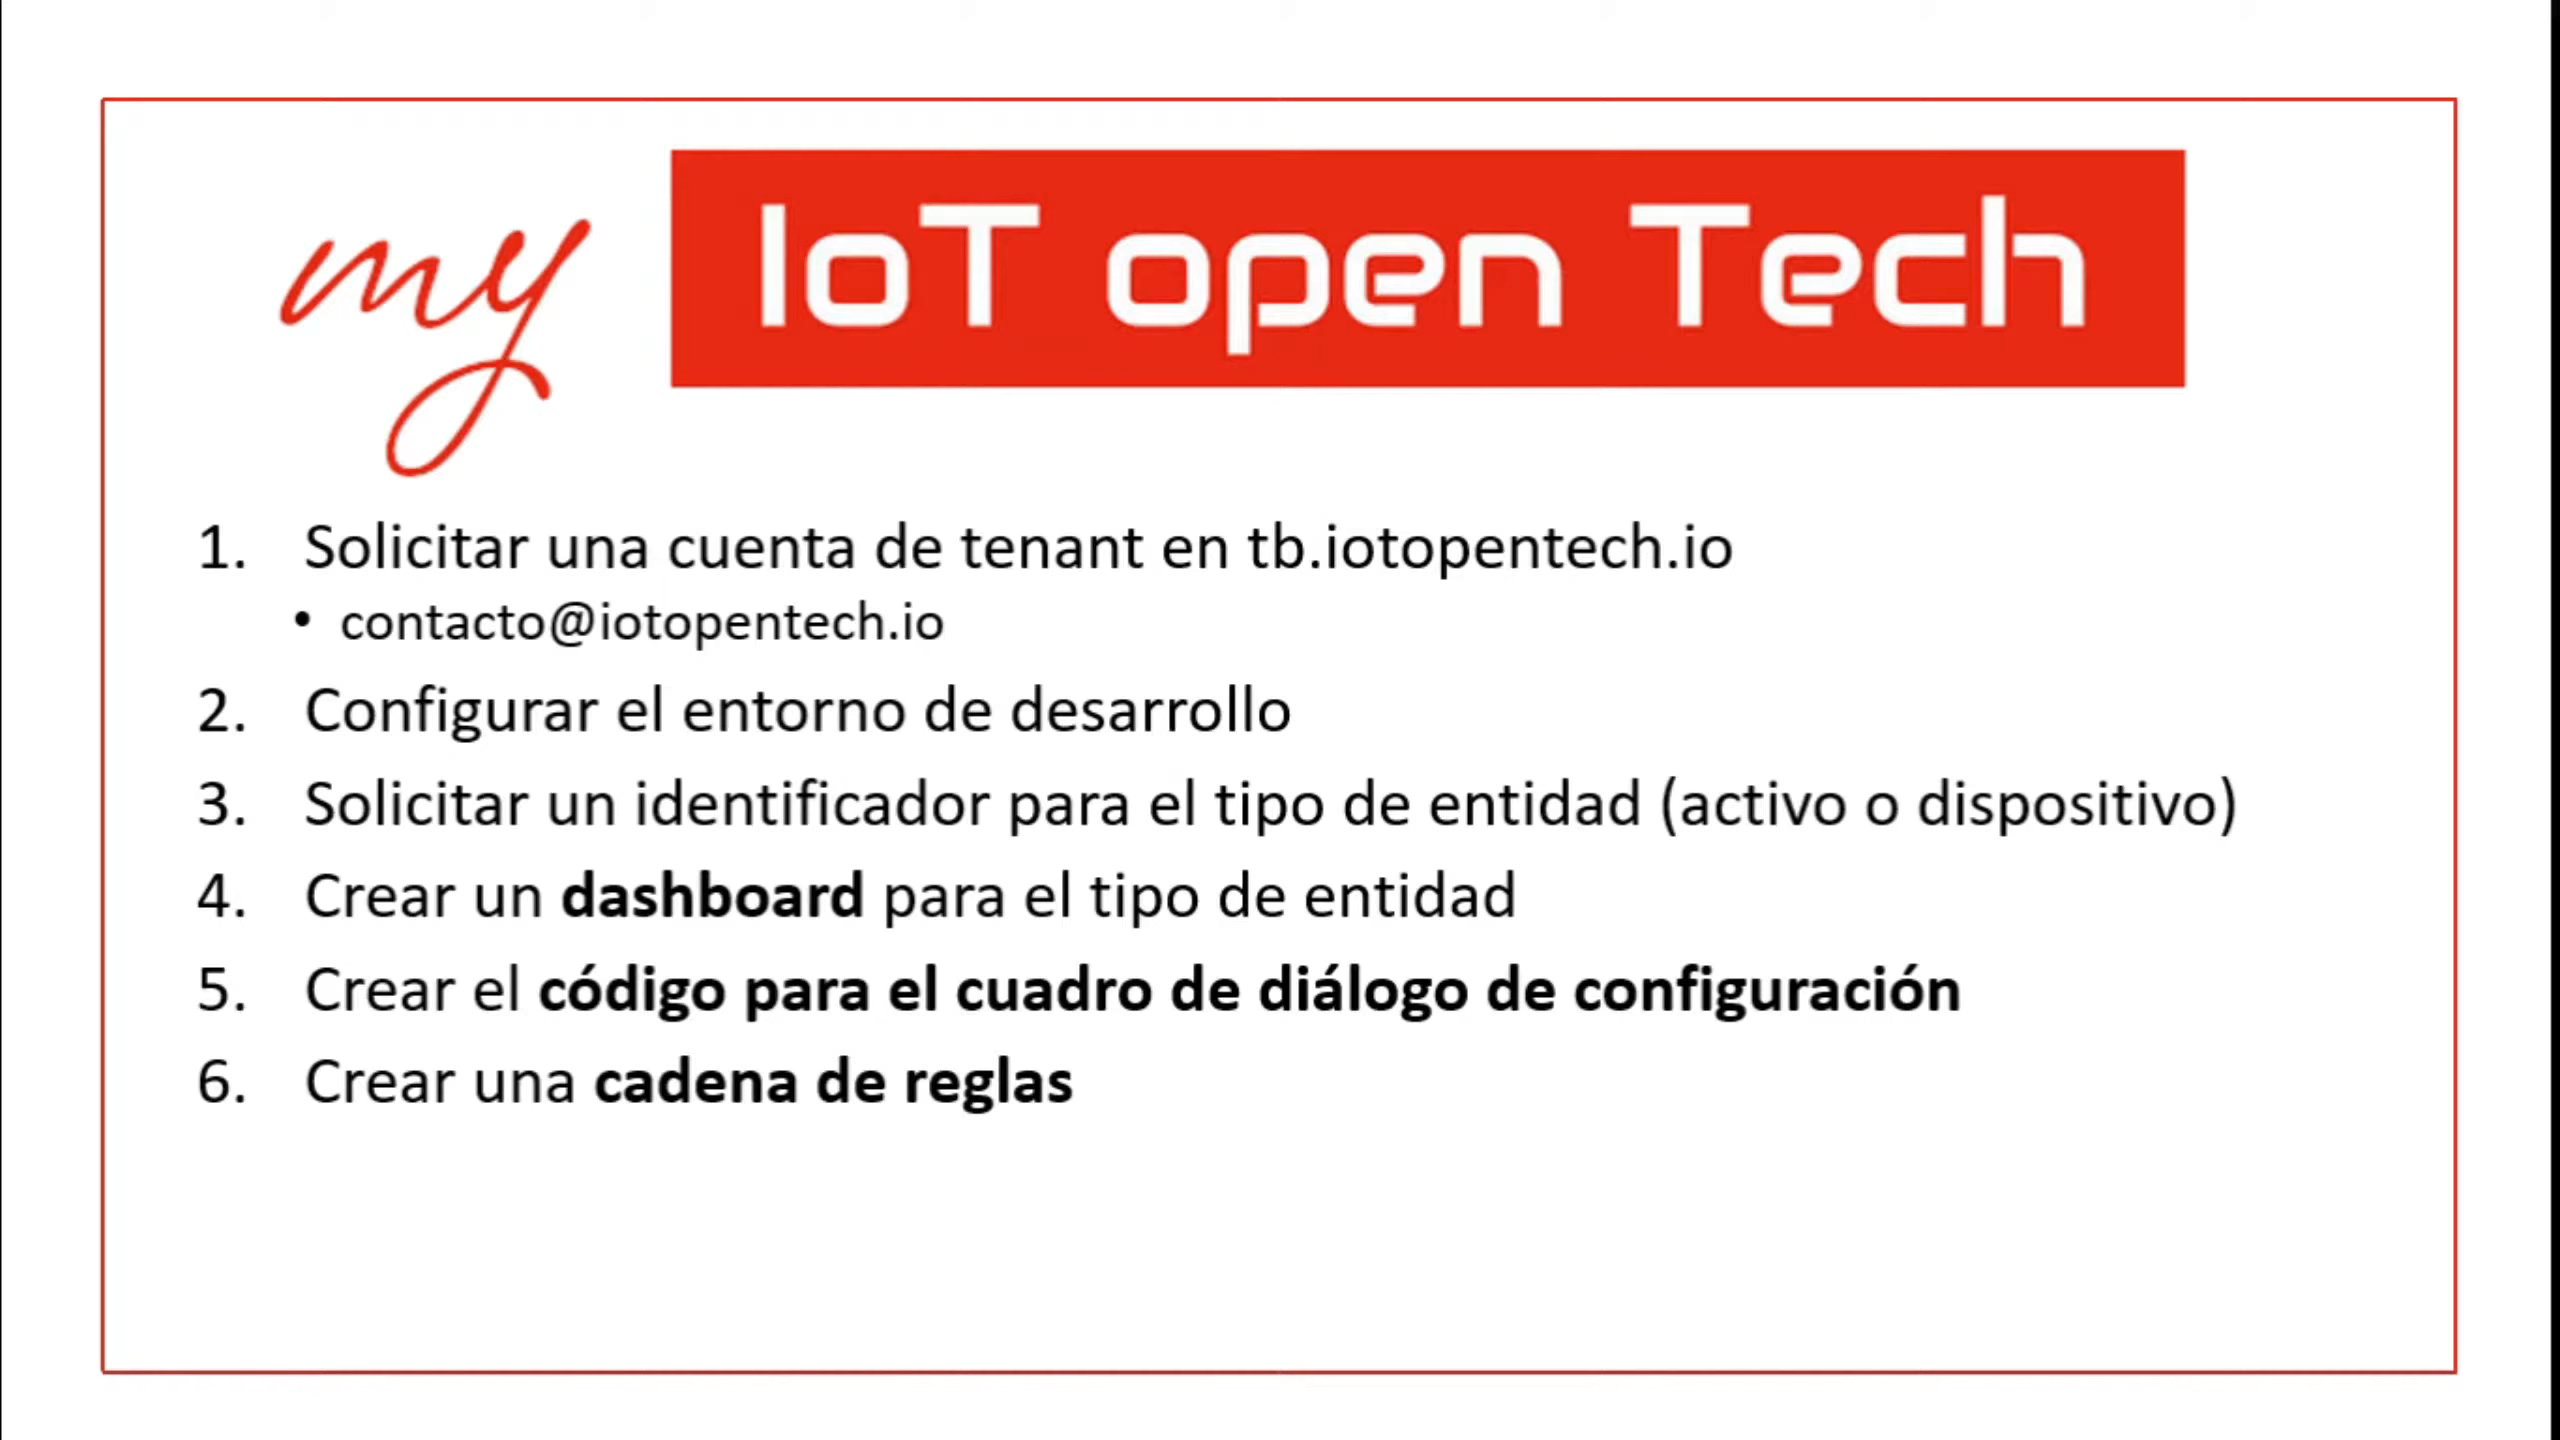 my IoT open Tech
1. Solicitar una cuenta de tenant en tb.iotopentech.io
• contacto@iotopentech.io
2. Configurar el entorno de desarrollo
3. Solicitar un identificador para el tipo de entidad (activo o dispositivo)
4. Crear un dashboard para el tipo de entidad
5. Crear el código para el cuadro de diálogo de configuración
6. Crear una cadena de reglas